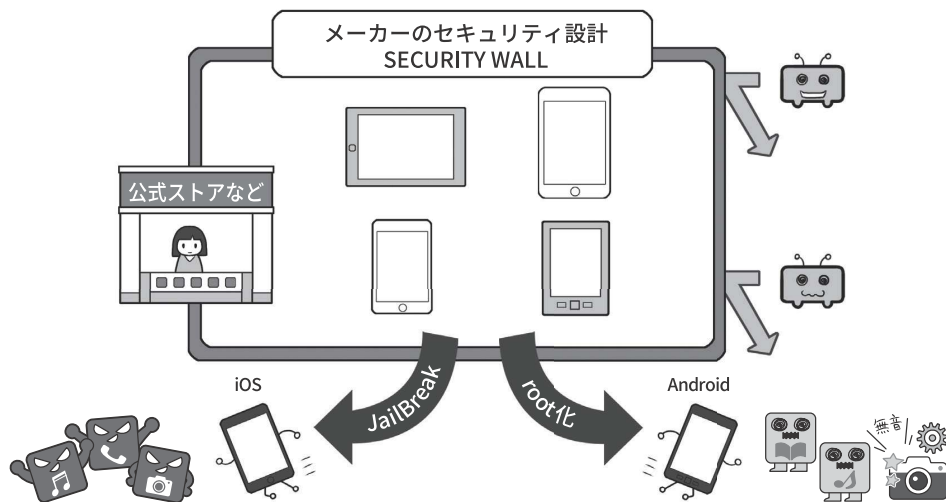 メーカーのセキュリティ設計
SECURITY WALL
公式ストアなど
iOS
JailBreak
root化
Android
無音